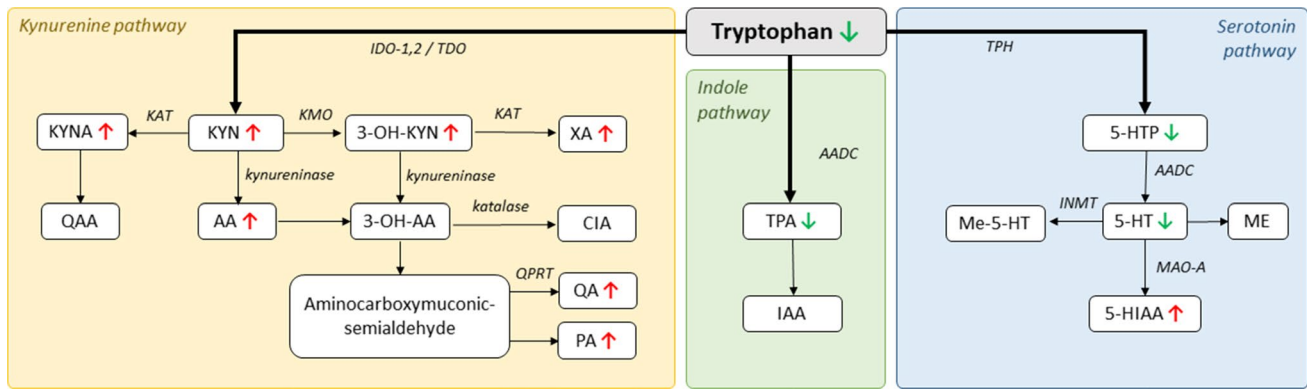 Kynurenine pathway
Tryptophan ↓
Serotonin
pathway
IDO-1,2 / TDO
TPH
Indole
pathway
KAT
KMO
KAT
KYNA ↑
KYN ↑
3-OH-KYN ↑
XA ↑
5-HTP ↓
AADC
kynureninase
kynureninase
AADC
QAA
AA ↑
3-OH-AA
katalase
CIA
TPA ↓
Me-5-HT
INMT
5-HT ↓
ME
MAO-A
QPRT
Aminocarboxymuconic-
semialdehyde
QA ↑
PA ↑
IAA
5-HIAA ↑